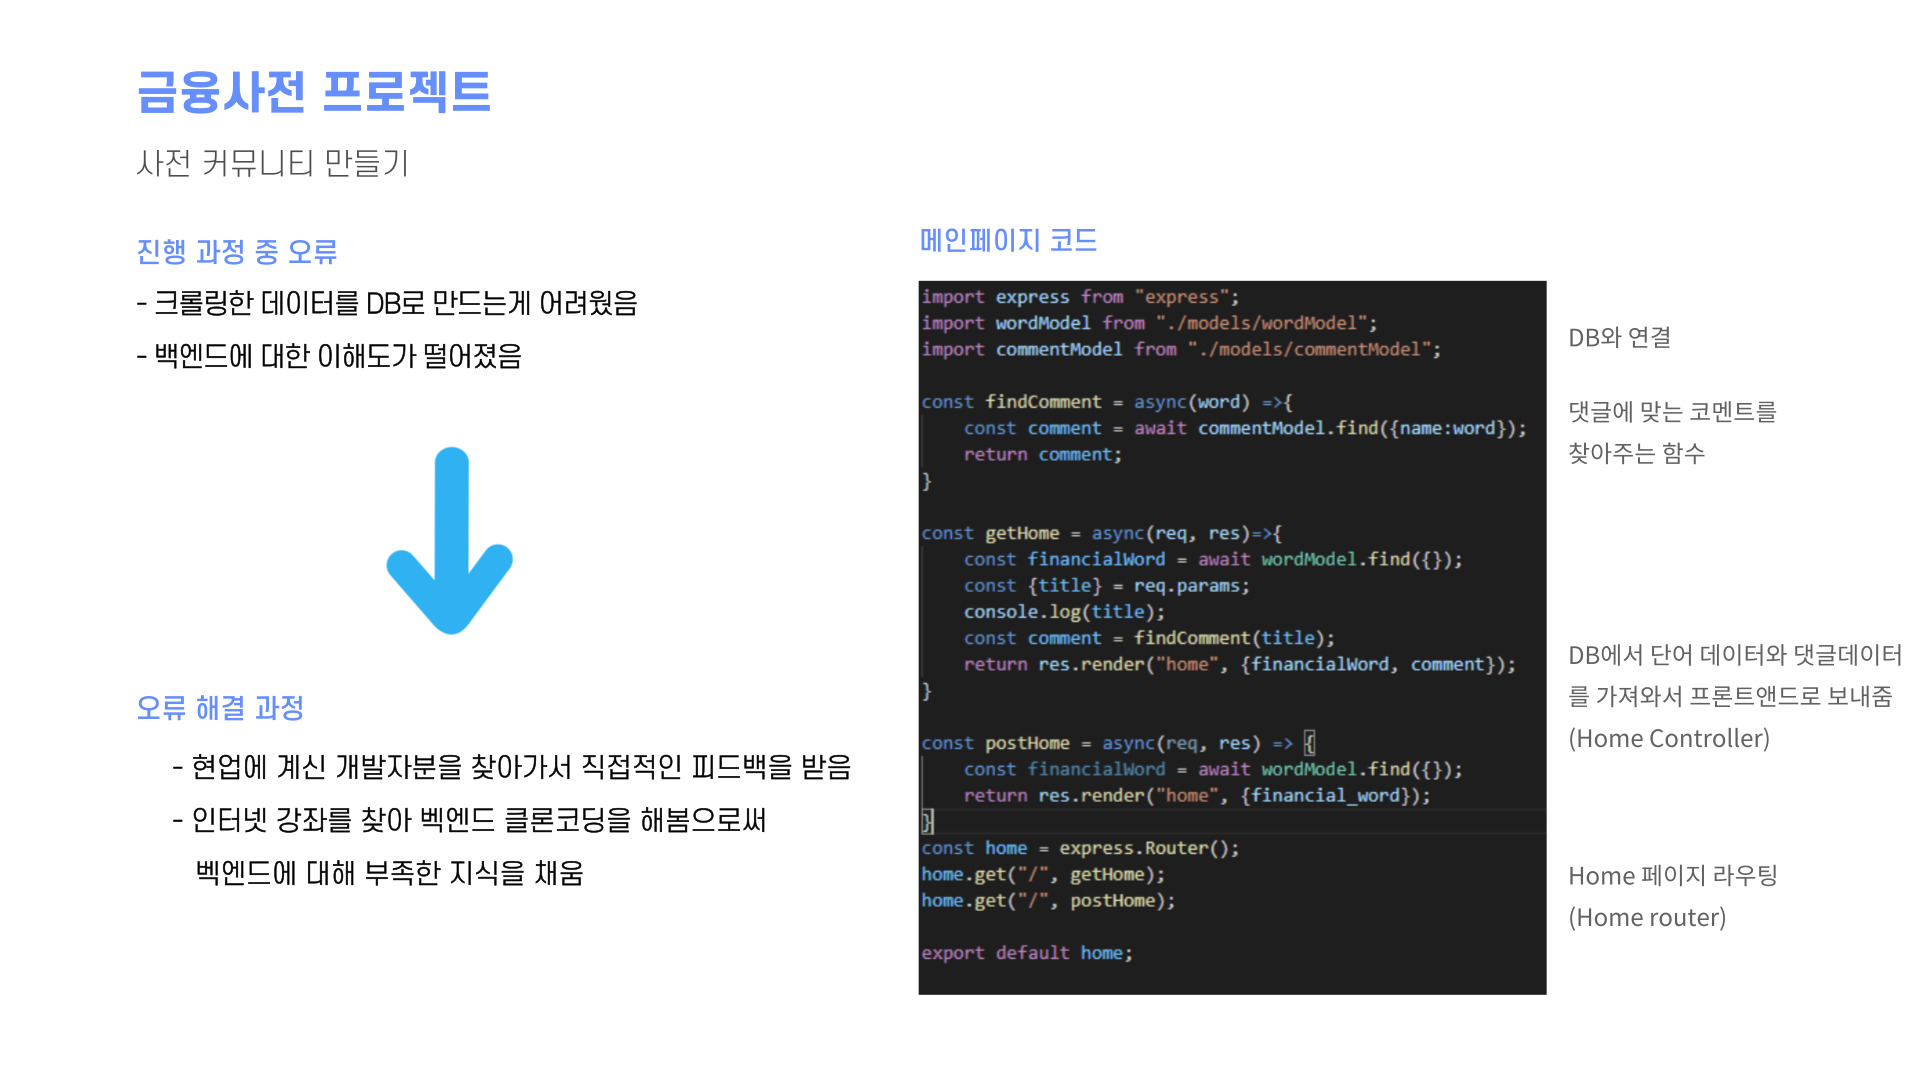 금융사전 프로젝트
사전 커뮤니티 만들기
진행 과정 중 오류
- 크롤링한 데이터를 DB로 만드는게 어려웠음
- 백엔드에 대한 이해도가 떨어졌음
오류 해결 과정
- 현업에 계신 개발자분을 찾아가서 직접적인 피드백을 받음
- 인터넷 강좌를 찾아 벡엔드 클론코딩을 해봄으로써
벡엔드에 대해 부족한 지식을 채움
메인페이지 코드
import express from "express";
import wordModel from "./models/wordModel";
import commentModel from "./models/commentModel";
const findComment = async(word) =>{
const comment = await commentModel.find({name:word});
return comment;
}
const getHome = async(req, res)=>{
const financialWord = await wordModel.find({});
const {title} = req.params;
console.log(title);
const comment = findComment(title);
return res.render("home", {financialWord, comment});
}
const postHome = async(req, res) => {
const financialWord = await wordModel.find({});
return res.render("home", {financial_word});
}
const home = express.Router();
home.get("/", getHome);
home.get("/", postHome);
export default home;
DB와 연결
댓글에 맞는 코멘트를
찾아주는 함수
DB에서 단어 데이터와 댓글데이터
를 가져와서 프론트앤드로 보내줌
(Home Controller)
Home 페이지 라우팅
(Home router)